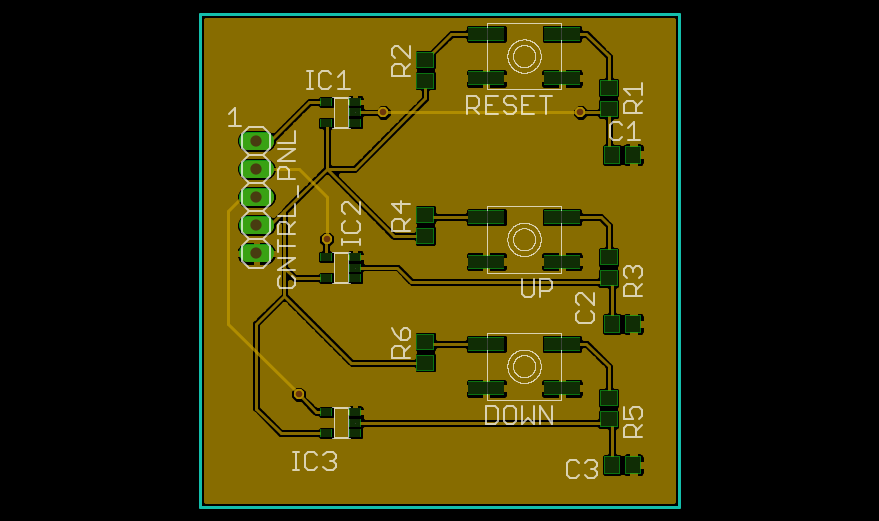 R2
IC1
RESET
R1
1
C1
CNTRL_PNL
R4
IC2
UP
R3
C2
R6
DOWN
R5
IC3
C3